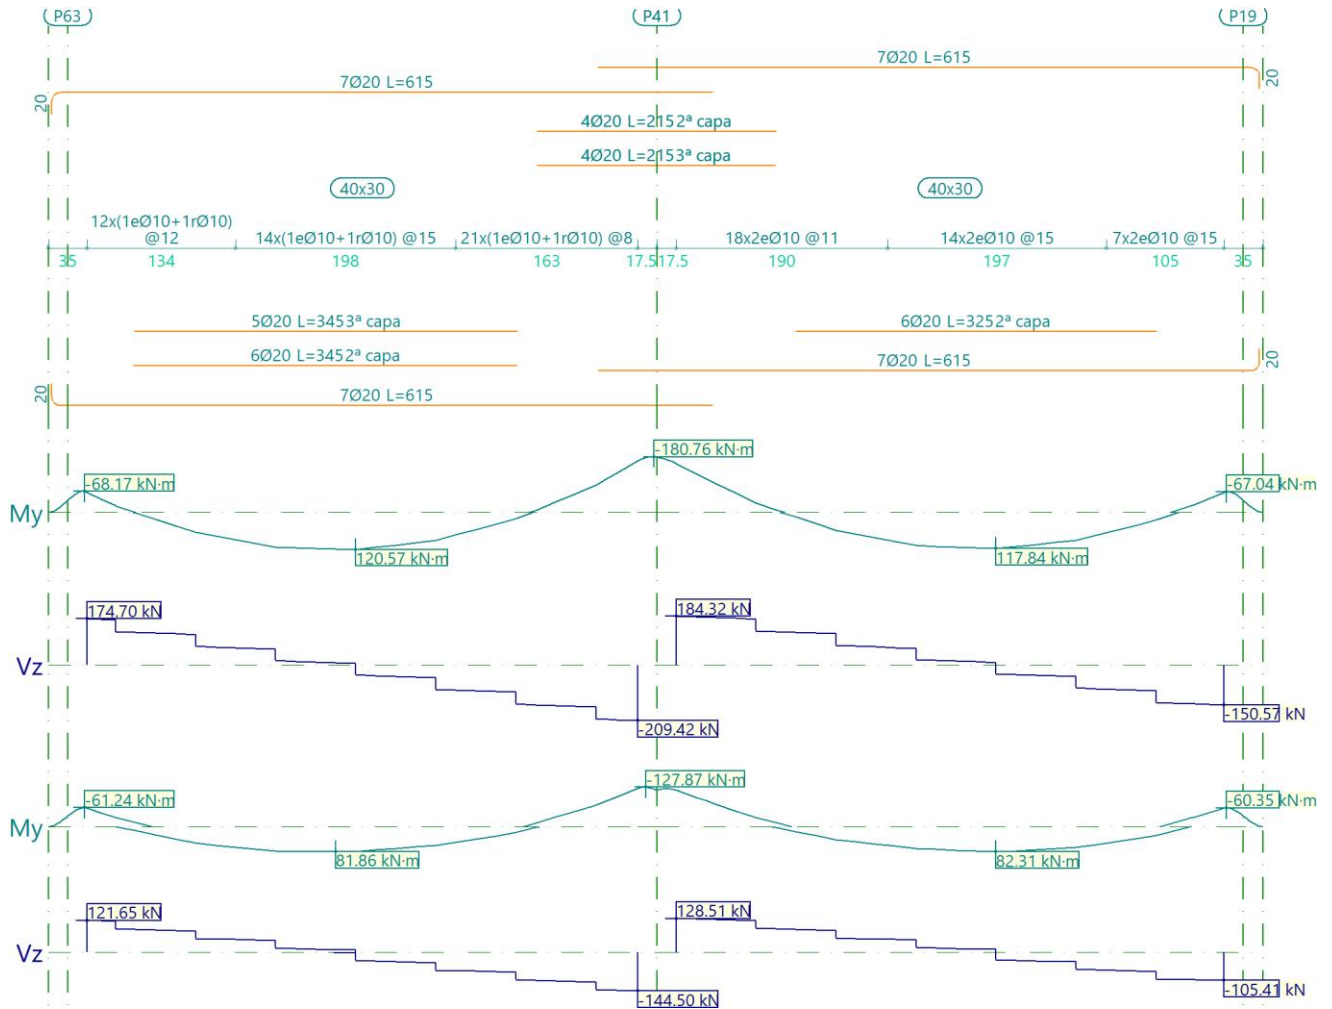 P63
P41
P19
7Ø20 L=615
20
7Ø20 L=615
20
4Ø20 L=2152ª capa
4Ø20 L=2153ª capa
40x30
40x30
12x(1eØ10+1rØ10)
@12
14x(1eØ10+1rØ10) @15
21x(1eØ10+1rØ10) @8
18x2eØ10 @11
14x2eØ10 @15
7x2eØ10 @15
35
134
198
163
17.5
17.5
190
197
105
35
5Ø20 L=3453ª capa
6Ø20 L=3252ª capa
6Ø20 L=3452ª capa
7Ø20 L=615
20
20
7Ø20 L=615
My
-68.17 kN·m
-180.76 kN·m
-67.04 kN·m
120.57 kN·m
117.84 kN·m
Vz
174.70 kN
184.32 kN
-209.42 kN
-150.57 kN
My
-61.24 kN·m
-127.87 kN·m
-60.35 kN·m
81.86 kN·m
82.31 kN·m
Vz
121.65 kN
128.51 kN
-144.50 kN
-105.41 kN